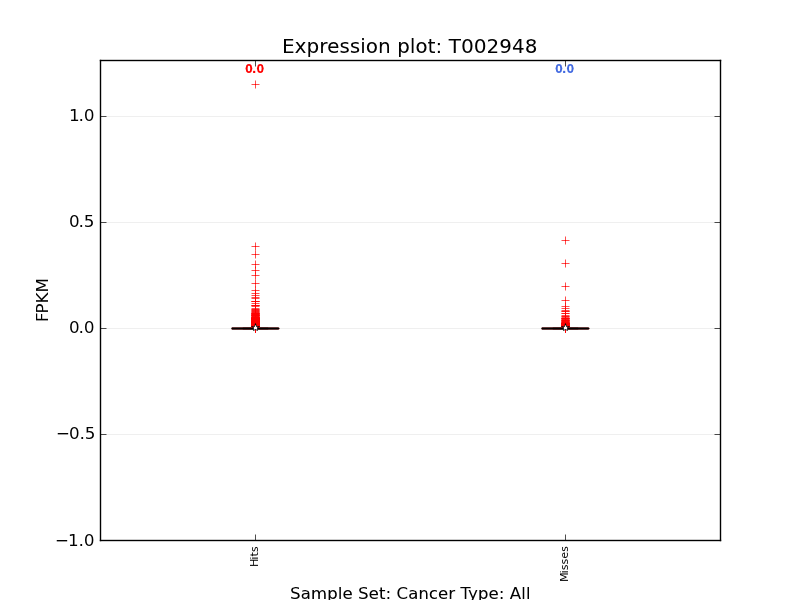 Expression plot: T002948
0.0
0.0
1.0
0.5
0.0
−0.5
−1.0
FPKM
Hits
Misses
Sample Set: Cancer Type: All